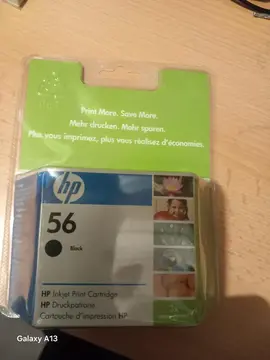 Print More. Save More.
Mehr drucken. Mehr sparen.
Plus vous imprimez, plus vous réalisez d'économies.
hp
56
Black
HP Inkjet Print Cartridge
HP Druckpatrone
Cartouche d'impression HP
Galaxy A13